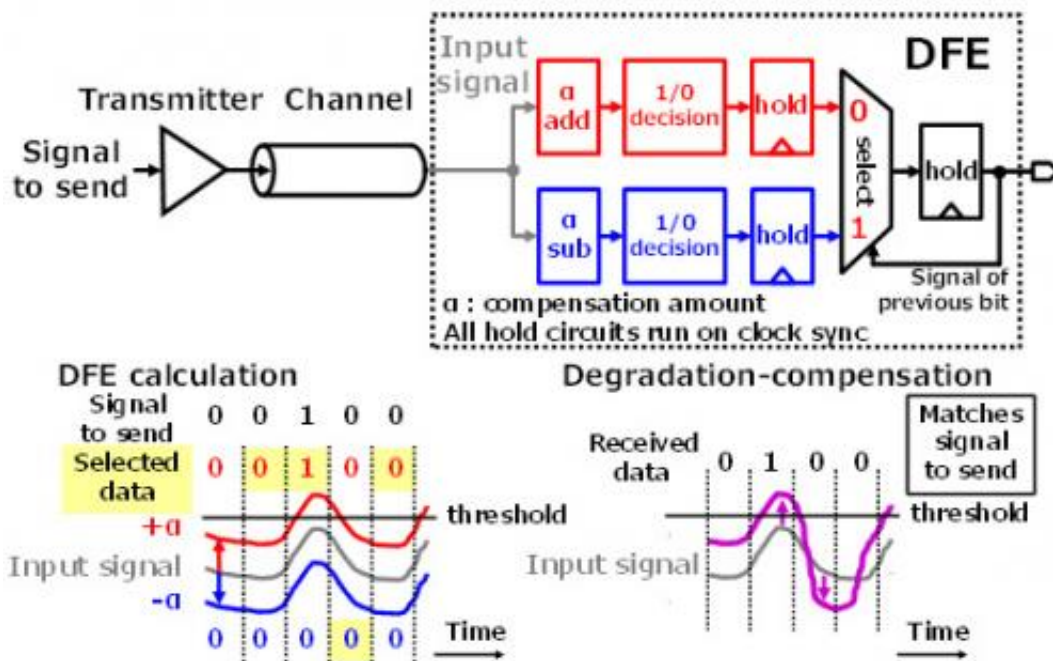 Transmitter
Channel
Signal
to send
Input
signal
DFE
α
add
1/0
decision
hold
α
sub
1/0
decision
hold
0
select
1
hold
Signal of
previous bit
α : compensation amount
All hold circuits run on clock sync
DFE calculation
Signal
to send
0 0 1 0 0
Selected
data
0 0 1 0 0
+α
threshold
Input signal
-α
0 0 0 0 0
Time
Degradation-compensation
Matches
signal
to send
Received
data
0 1 0 0
threshold
Input signal
Time